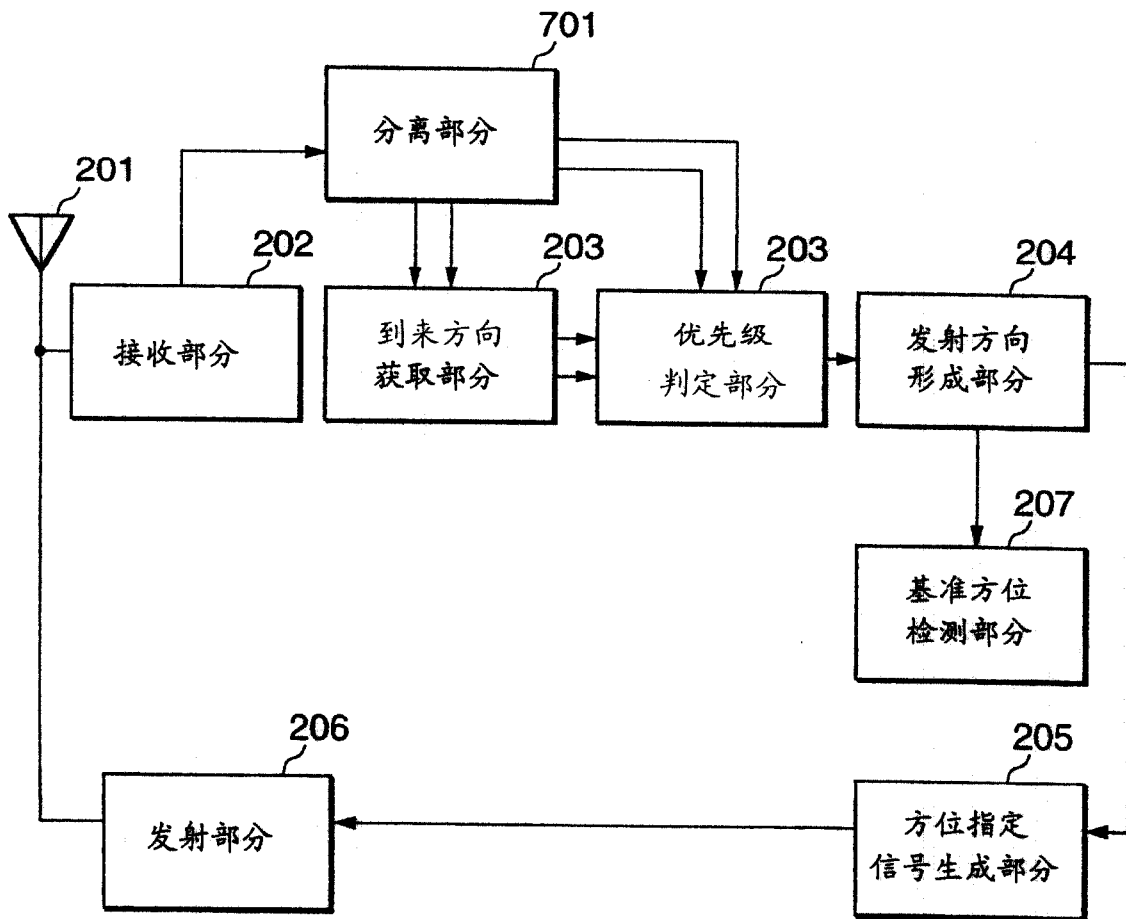 701
分离部分
201
202
接收部分
203
到来方向
获取部分
203
优先级
判定部分
204
发射方向
形成部分
207
基准方位
检测部分
206
发射部分
205
方位指定
信号生成部分